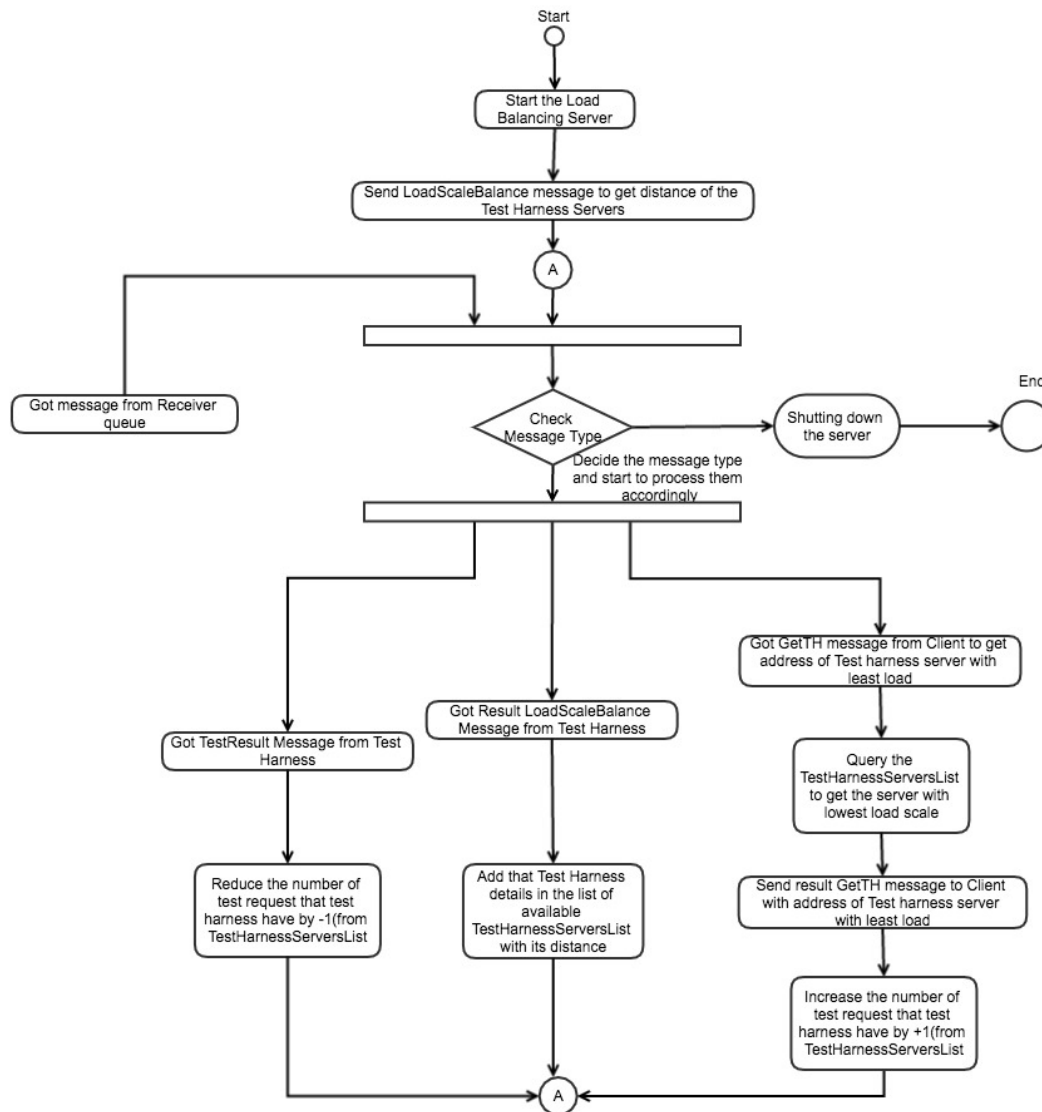 Start
Start the Load
Balancing Server
Send LoadScaleBalance message to get distance of the
Test Harness Servers
A
Got message from Receiver
queue
Check
Message Type
Shutting down
the server
End
Decide the message type
and start to process them
accordingly
Got TestResult Message from Test
Harness
Reduce the number of
test request that test
harness have by -1(from
TestHarnessServersList
Got Result LoadScaleBalance
Message from Test Harness
Add that Test Harness
details in the list of
available
TestHarnessServersList
with its distance
Got GetTH message from Client to get
address of Test harness server with
least load
Query the
TestHarnessServersList
to get the server with
lowest load scale
Send result GetTH message to Client
with address of Test harness server
with least load
Increase the number of
test request that test
harness have by +1(from
TestHarnessServersList
A